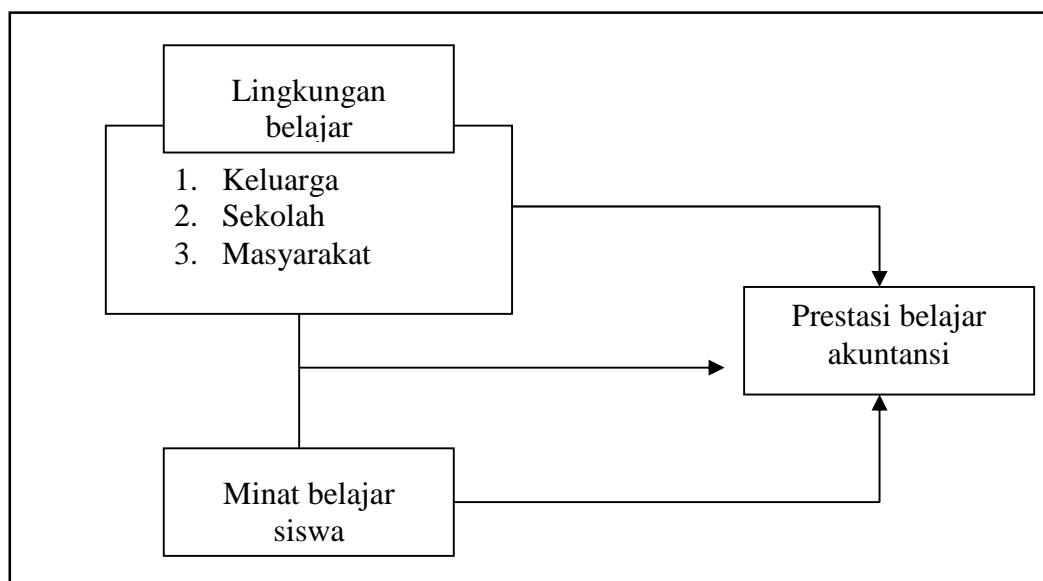 Lingkungan
belajar
1. Keluarga
2. Sekolah
3. Masyarakat
Prestasi belajar
akuntansi
Minat belajar
siswa